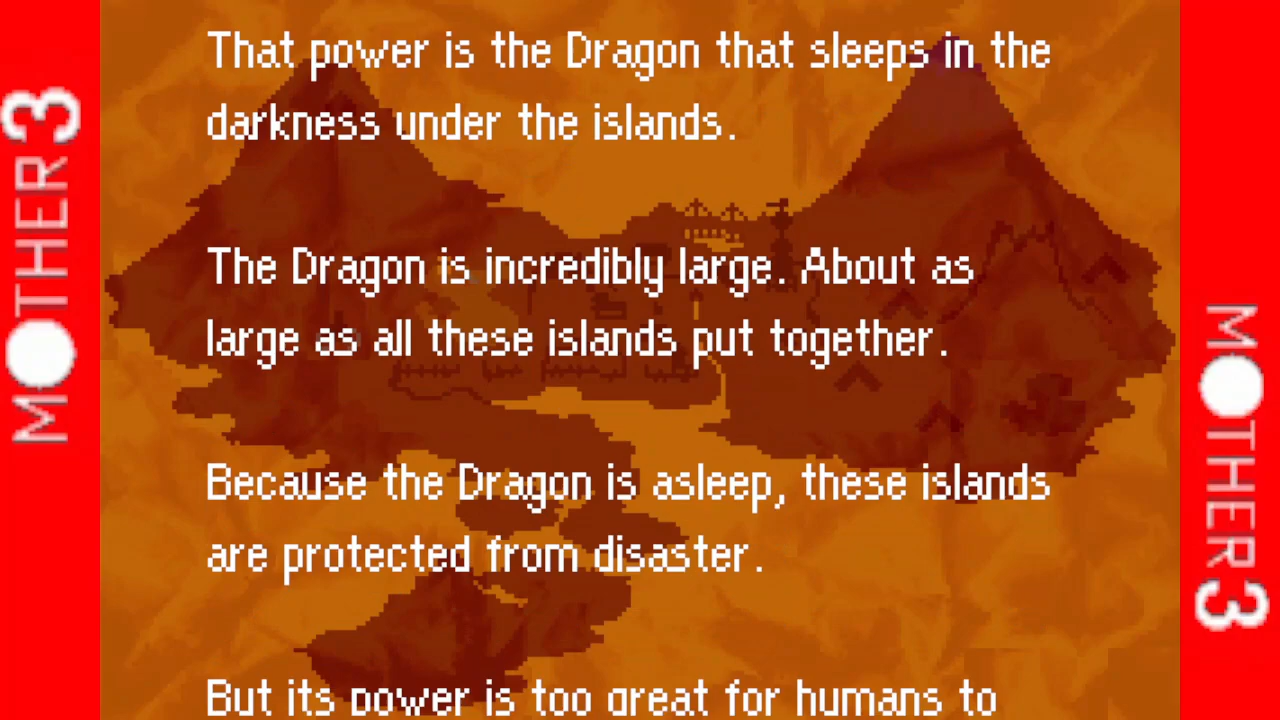 MOTHER3
That power is the Dragon that sleeps in the
darkness under the islands.
The Dragon is incredibly large. About as
large as all these islands put together.
Because the Dragon is asleep, these islands
are protected from disaster.
But its power is too great for humans to
MOTHER3